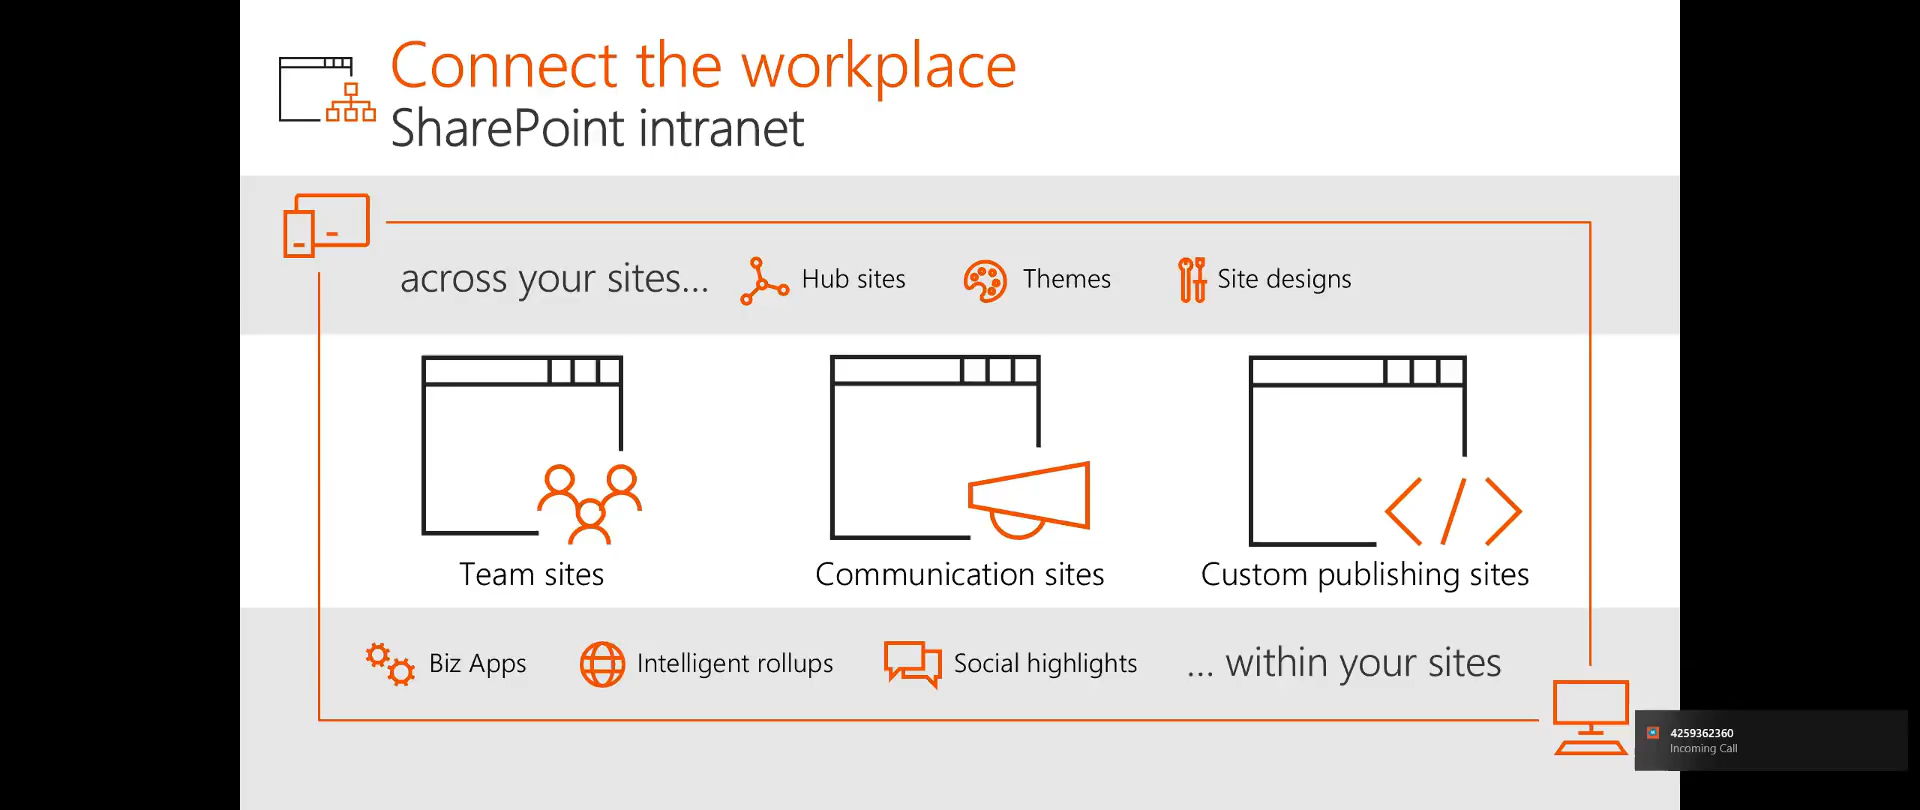 Connect the workplace
SharePoint intranet
across your sites...
Hub sites
Themes
Site designs
Team sites
Communication sites
Custom publishing sites
Biz Apps
Intelligent rollups
Social highlights
... within your sites
4259362360
Incoming Call